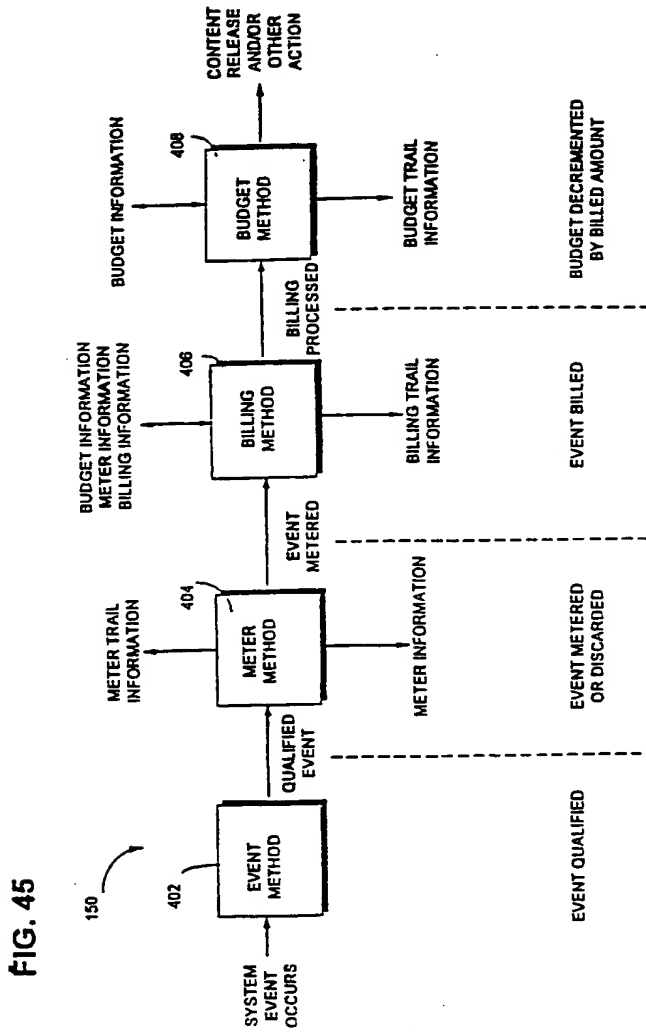 FIG. 45
150
SYSTEM
EVENT
OCCURS
402
EVENT
METHOD
QUALIFIED
EVENT
EVENT QUALIFIED
METER TRAIL
INFORMATION
404
METER
METHOD
METER INFORMATION
EVENT METERED
OR DISCARDED
EVENT
METERED
BUDGET INFORMATION
METER INFORMATION
BILLING INFORMATION
406
BILLING
METHOD
BILLING TRAIL
INFORMATION
EVENT BILLED
BILLING
PROCESSED
BUDGET INFORMATION
408
BUDGET
METHOD
BUDGET TRAIL
INFORMATION
BUDGET DECREMENTED
BY BILLED AMOUNT
CONTENT
RELEASE
AND/OR
OTHER
ACTION